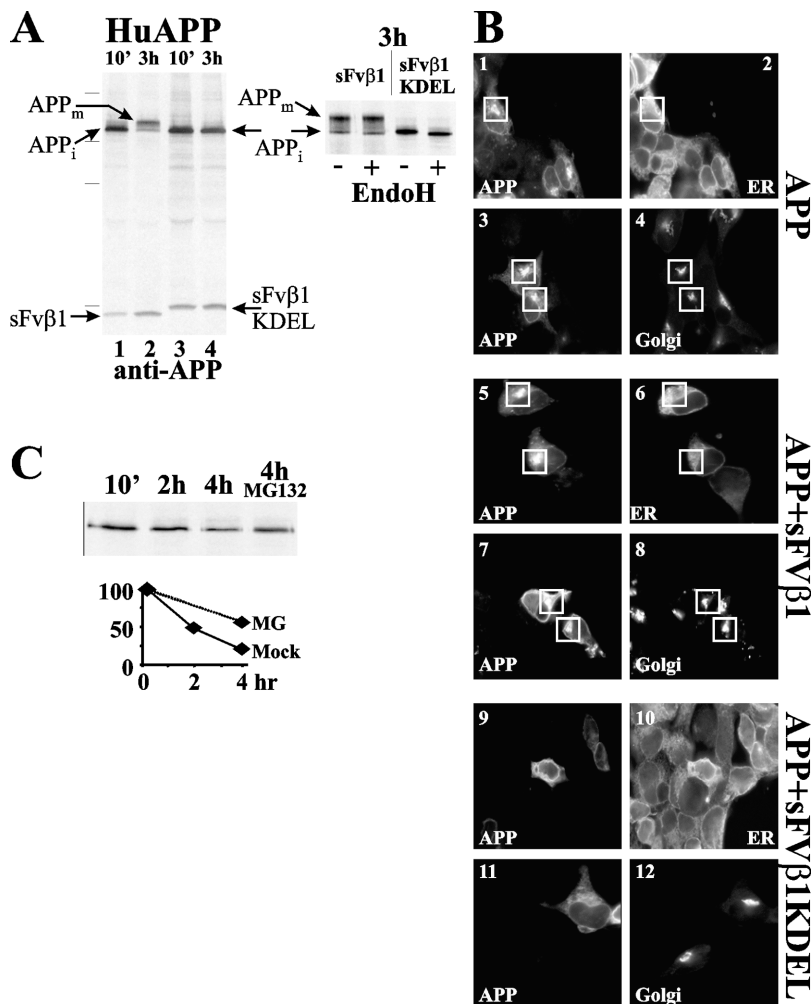 A
HuAPP
10’ 3h 10’ 3h
APPm
APPi
sFvβ1
sFvβ1
KDEL
1 2 3 4
anti-APP
3h
sFvβ1
sFvβ1
KDEL
APPm
APPi
- + - +
EndoH
B
1
APP
2
ER
3
APP
4
Golgi
APP
5
APP
6
ER
7
APP
8
Golgi
APP+sFVβ1
9
APP
10
ER
11
APP
12
Golgi
APP+sFVβ1KDEL
C
10’ 2h 4h 4h
MG132
100
50
0
MG
Mock
0 2 4 hr